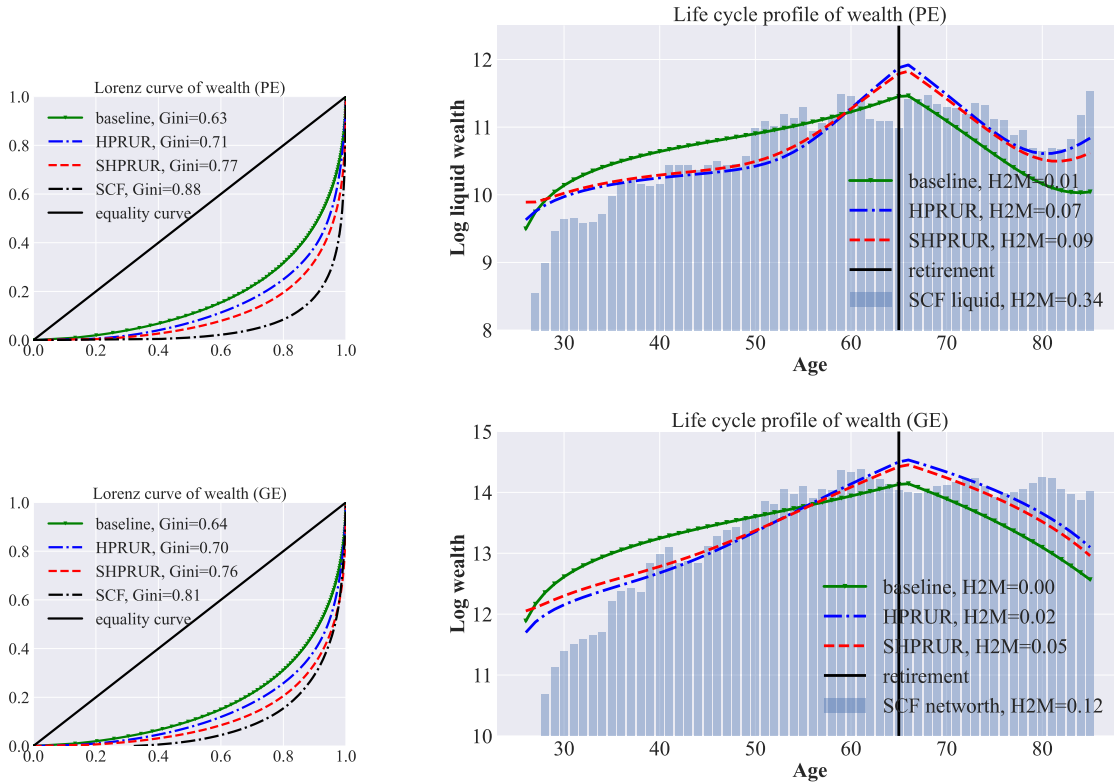 Lorenz curve of wealth (PE)
1.0
0.8
0.6
0.4
0.2
0.0
baseline, Gini=0.63
HPRUR, Gini=0.71
SHPRUR, Gini=0.77
SCF, Gini=0.88
equality curve
0.0 0.2 0.4 0.6 0.8 1.0
Life cycle profile of wealth (PE)
Log liquid wealth
12
11
10
9
8
baseline, H2M=0.01
HPRUR, H2M=0.07
SHPRUR, H2M=0.09
retirement
SCF liquid, H2M=0.34
30 40 50 60 70 80
Age
Lorenz curve of wealth (GE)
1.0
0.8
0.6
0.4
0.2
0.0
baseline, Gini=0.64
HPRUR, Gini=0.70
SHPRUR, Gini=0.76
SCF, Gini=0.81
equality curve
0.0 0.2 0.4 0.6 0.8 1.0
Life cycle profile of wealth (GE)
Log wealth
15
14
13
12
11
10
baseline, H2M=0.00
HPRUR, H2M=0.02
SHPRUR, H2M=0.05
retirement
SCF networth, H2M=0.12
30 40 50 60 70 80
Age